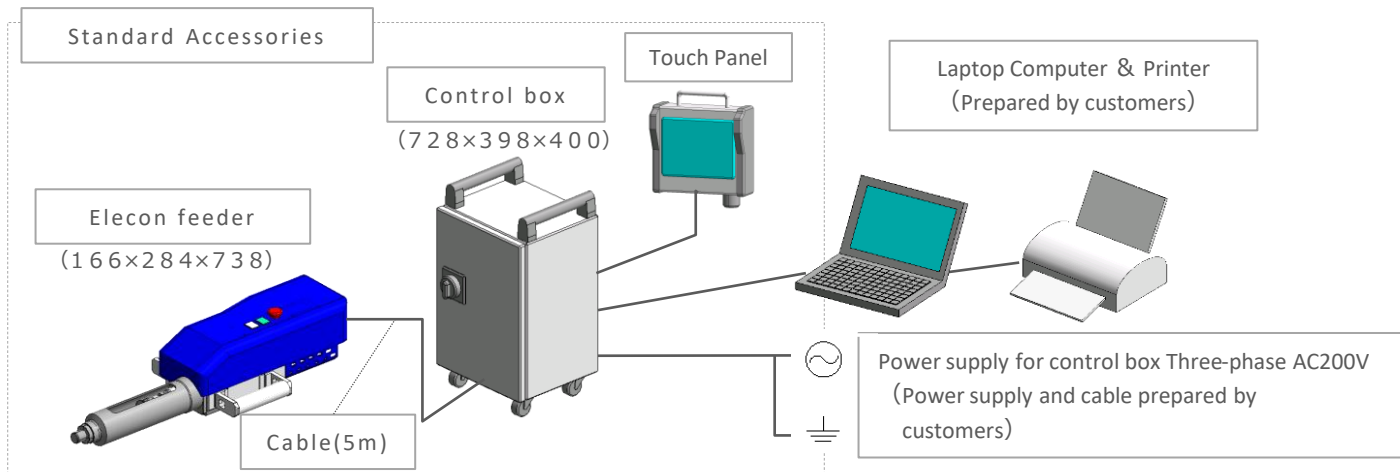 Standard Accessories
Touch Panel
Laptop Computer ＆ Printer
（Prepared by customers）
Control box
（728×398×400）
Elecon feeder
（166×284×738）
Power supply for control box Three-phase AC200V
（Power supply and cable prepared by
customers）
Cable(5m)